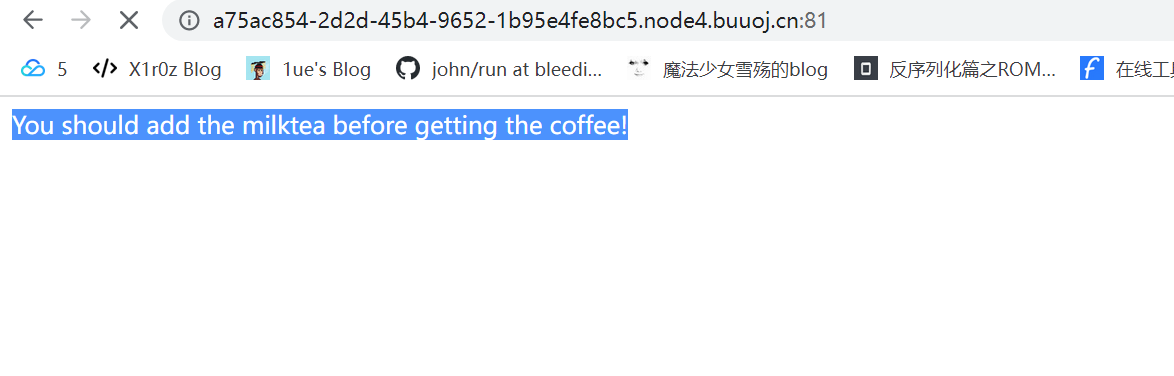 a75ac854-2d2d-45b4-9652-1b95e4fe8bc5.node4.buuoj.cn:81
5 X1r0z Blog 1ue's Blog john/run at bleedi... 魔法少女雪殇的blog 反序列化篇之ROM... 在线工具
You should add the milktea before getting the coffee!